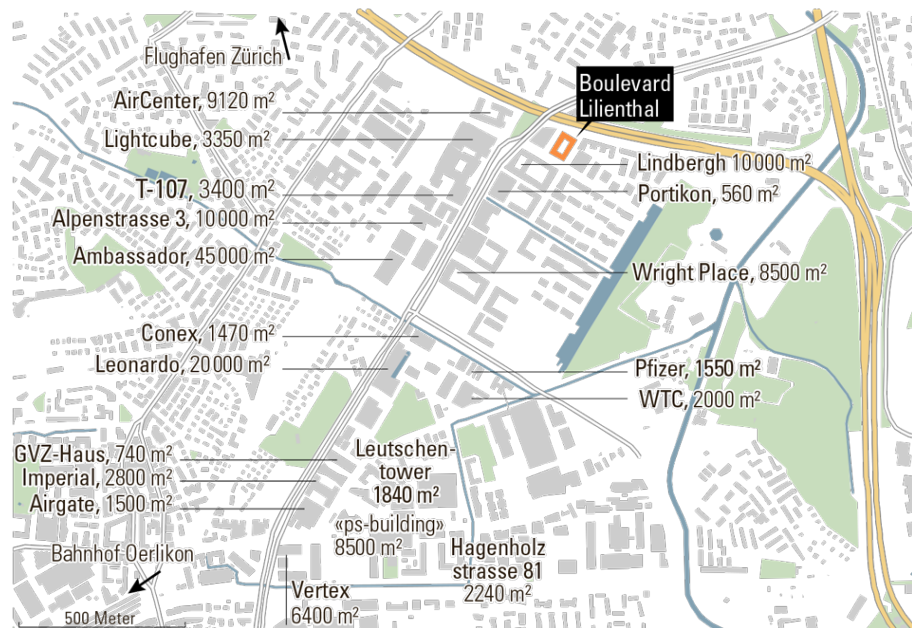 Flughafen Zürich
Boulevard
Lilienthal
AirCenter, 9120 m²
Lightcube, 3350 m²
Lindbergh 10 000 m²
T-107, 3400 m²
Portikon, 560 m²
Alpenstrasse 3, 10 000 m²
Ambassador, 45 000 m²
Wright Place, 8500 m²
Conex, 1470 m²
Leonardo, 20 000 m²
Pfizer, 1550 m²
WTC, 2000 m²
GVZ-Haus, 740 m²
Imperial, 2800 m²
Airgate, 1500 m²
Leutschen-
tower
1840 m²
«ps-building»
8500 m²
Hagenholz
strasse 81
2240 m²
Bahnhof Oerlikon
Vertex
6400 m²
500 Meter